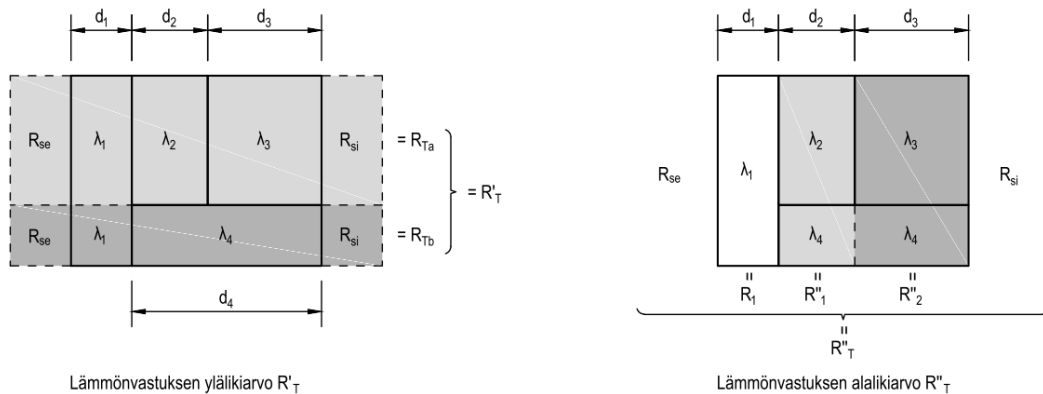 d₁ d₂ d₃
Rse λ₁ λ₂ λ₃ Rsi = RTa
= R'T
Rse λ₁ λ₄ Rsi = RTb
d₄
Lämmönvastuksen ylälikiarvo R'T
d₁ d₂ d₃
λ₂ λ₃
Rse λ₁ Rsi
λ₄ λ₄
= = =
R₁ R"₁ R"₂
=
R"T
Lämmönvastuksen alalikiarvo R"T